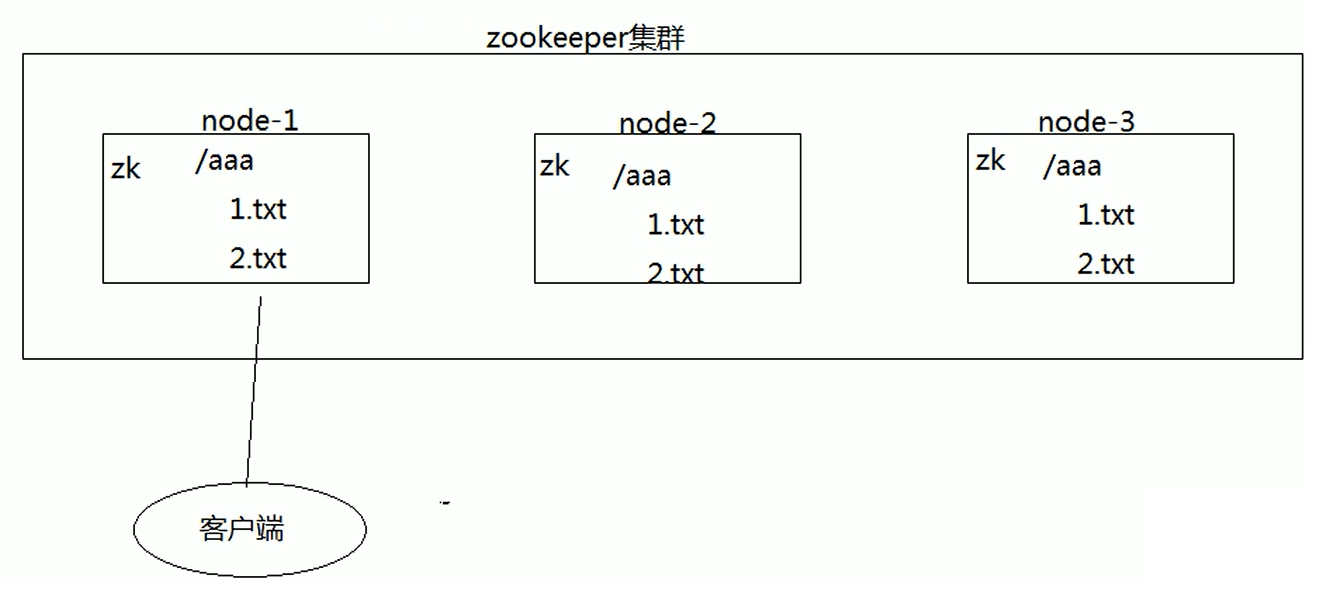 zookeeper集群
node-1
zk
/aaa
1.txt
2.txt
node-2
zk
/aaa
1.txt
2.txt
node-3
zk
/aaa
1.txt
2.txt
客户端